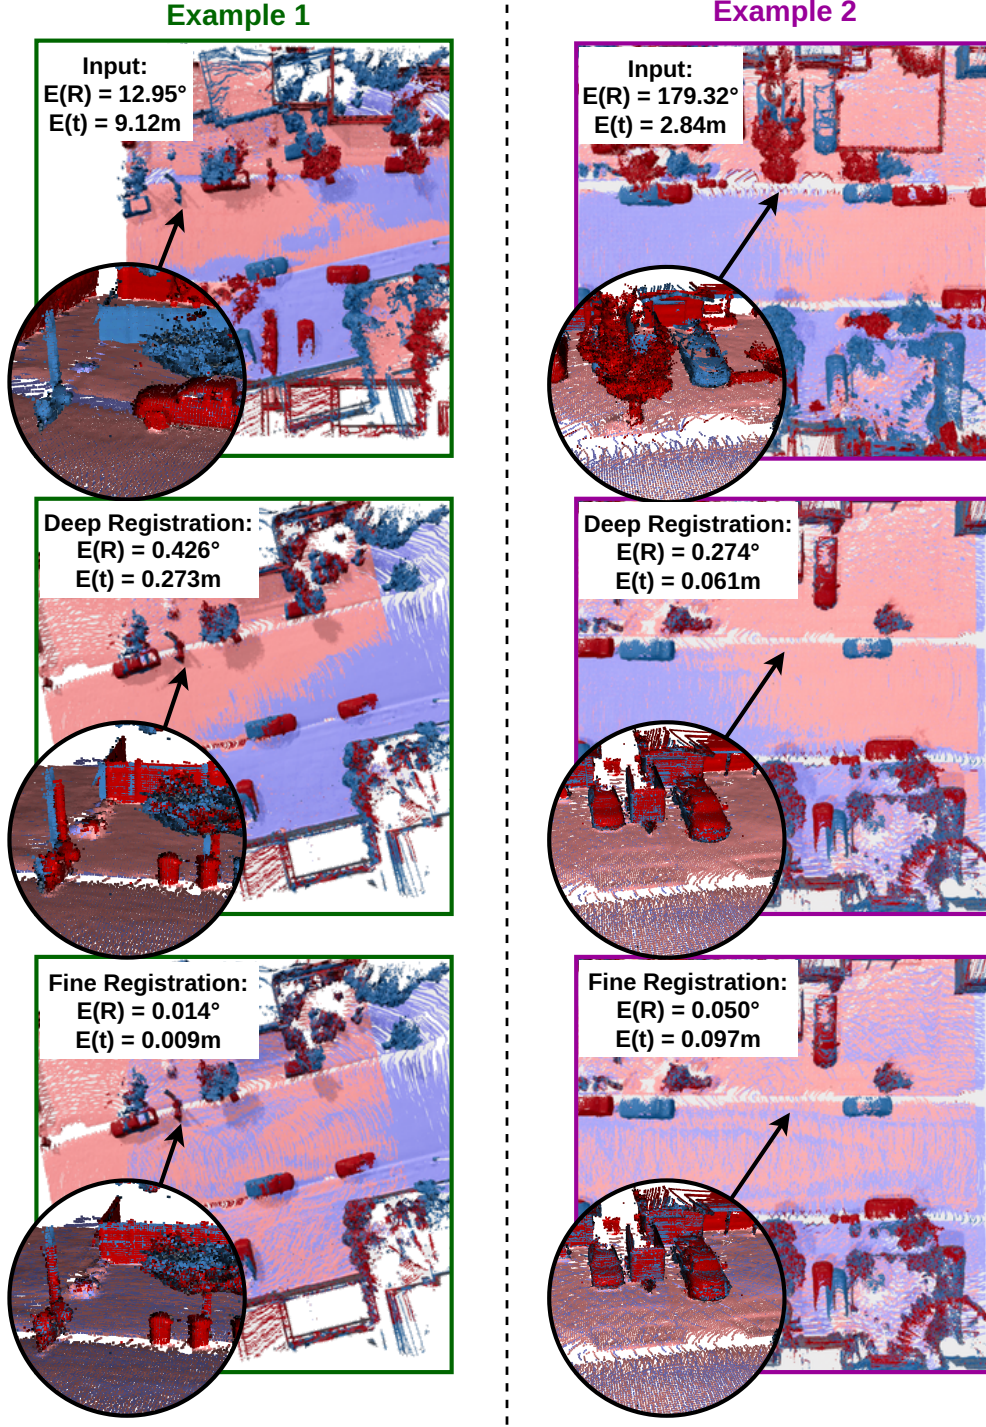 Example 1
Input:
E(R) = 12.95°
E(t) = 9.12m
Deep Registration:
E(R) = 0.426°
E(t) = 0.273m
Fine Registration:
E(R) = 0.014°
E(t) = 0.009m
Example 2
Input:
E(R) = 179.32°
E(t) = 2.84m
Deep Registration:
E(R) = 0.274°
E(t) = 0.061m
Fine Registration:
E(R) = 0.050°
E(t) = 0.097m